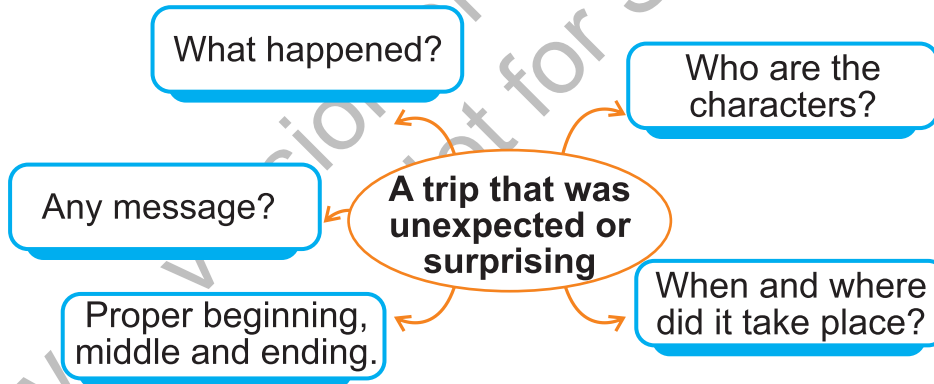 What happened?
Who are the
characters?
Any message?
A trip that was
unexpected or
surprising
When and where
did it take place?
Proper beginning,
middle and ending.